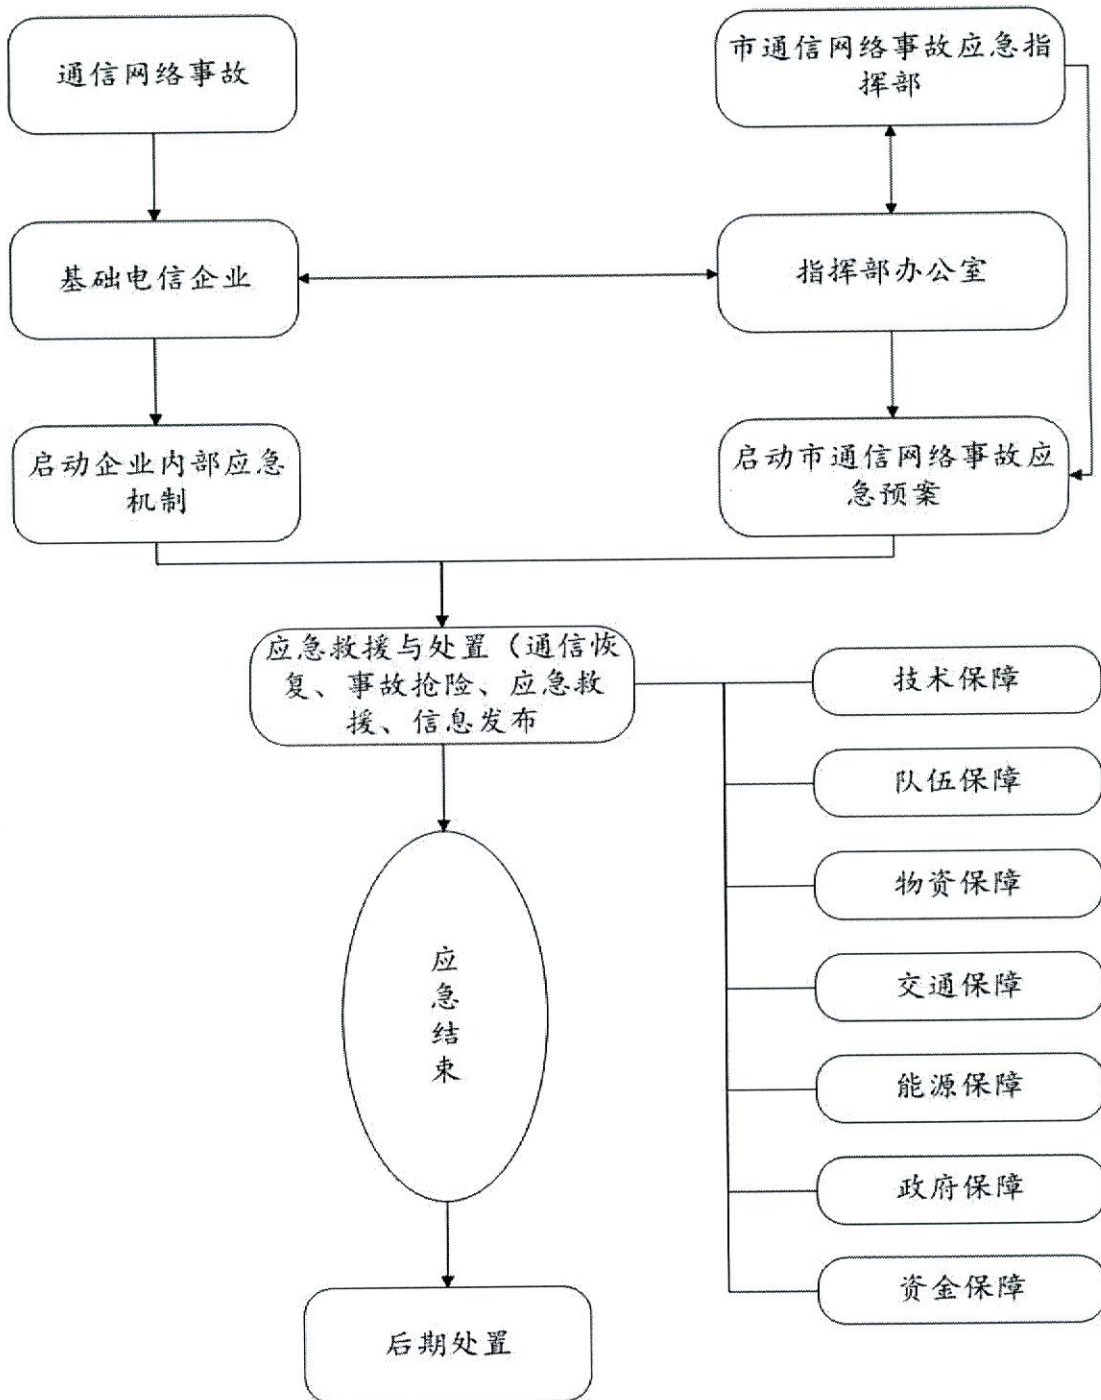 通信网络事故
市通信网络事故应急指
挥部
基础电信企业
指挥部办公室
启动企业内部应急
机制
启动市通信网络事故应
急预案
应急救援与处置（通信恢
复、事故抢险、应急救
援、信息发布
技术保障
队伍保障
物资保障
应
急
结
束
交通保障
能源保障
政府保障
资金保障
后期处置